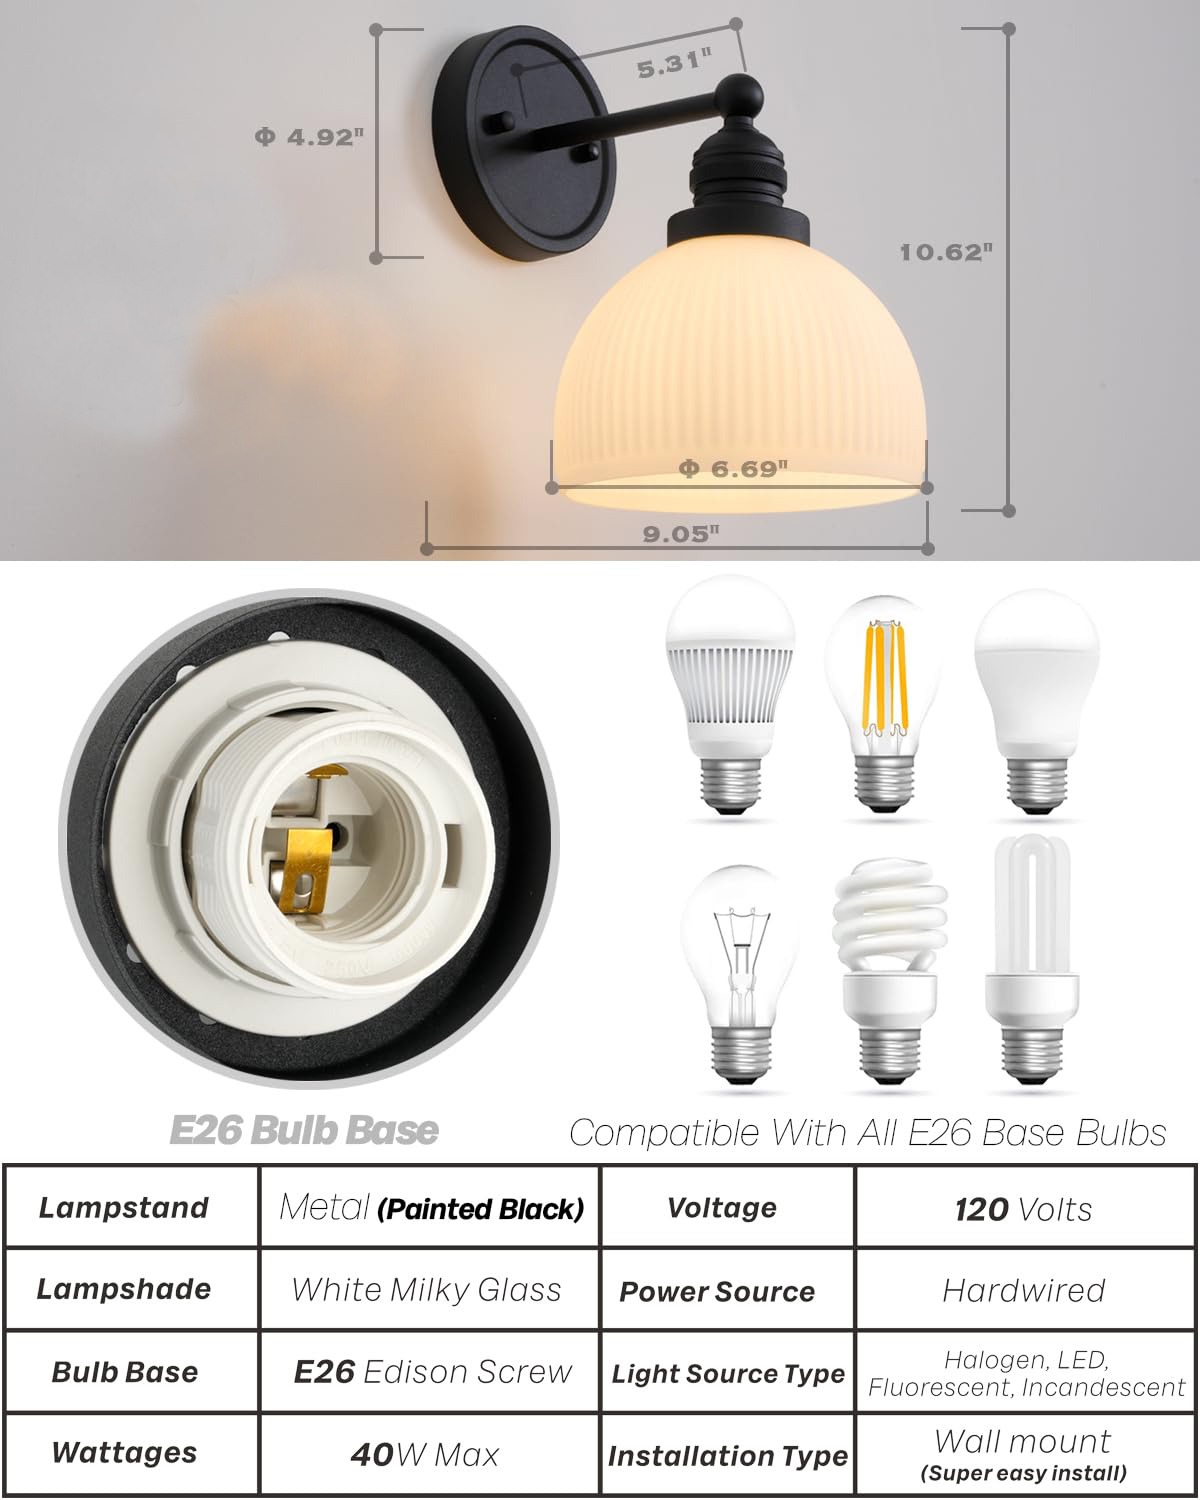 5.31"
Φ 4.92"
10.62"
Φ 6.69"
9.05"
E26 Bulb Base
Compatible With All E26 Base Bulbs
Lampstand
Metal (Painted Black)
Voltage
120 Volts
Lampshade
White Milky Glass
Power Source
Hardwired
Bulb Base
E26 Edison Screw
Light Source Type
Halogen, LED,
Fluorescent, Incandescent
Wattages
40W Max
Installation Type
Wall mount
(Super easy install)